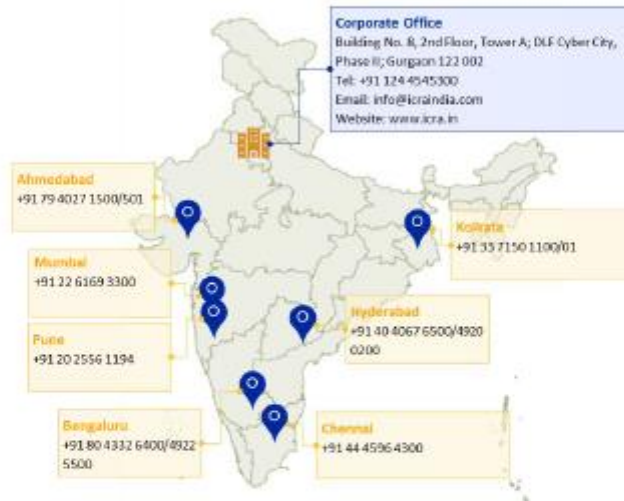 Corporate Office
Building No. 8, 2nd Floor, Tower A; DLF Cyber City,
Phase II; Gurgaon 122 002
Tel: +91 124 4545300
Email: info@icraindia.com
Website: www.icra.in
Ahmedabad
+91 79 4027 1500/501
Kolkata
+91 33 7150 1100/01
Mumbai
+91 22 6169 3300
Hyderabad
+91 40 4067 6500/4920
0200
Pune
+91 20 2556 1194
Bengaluru
+91 80 4332 6400/4922
5500
Chennai
+91 44 4596 4300